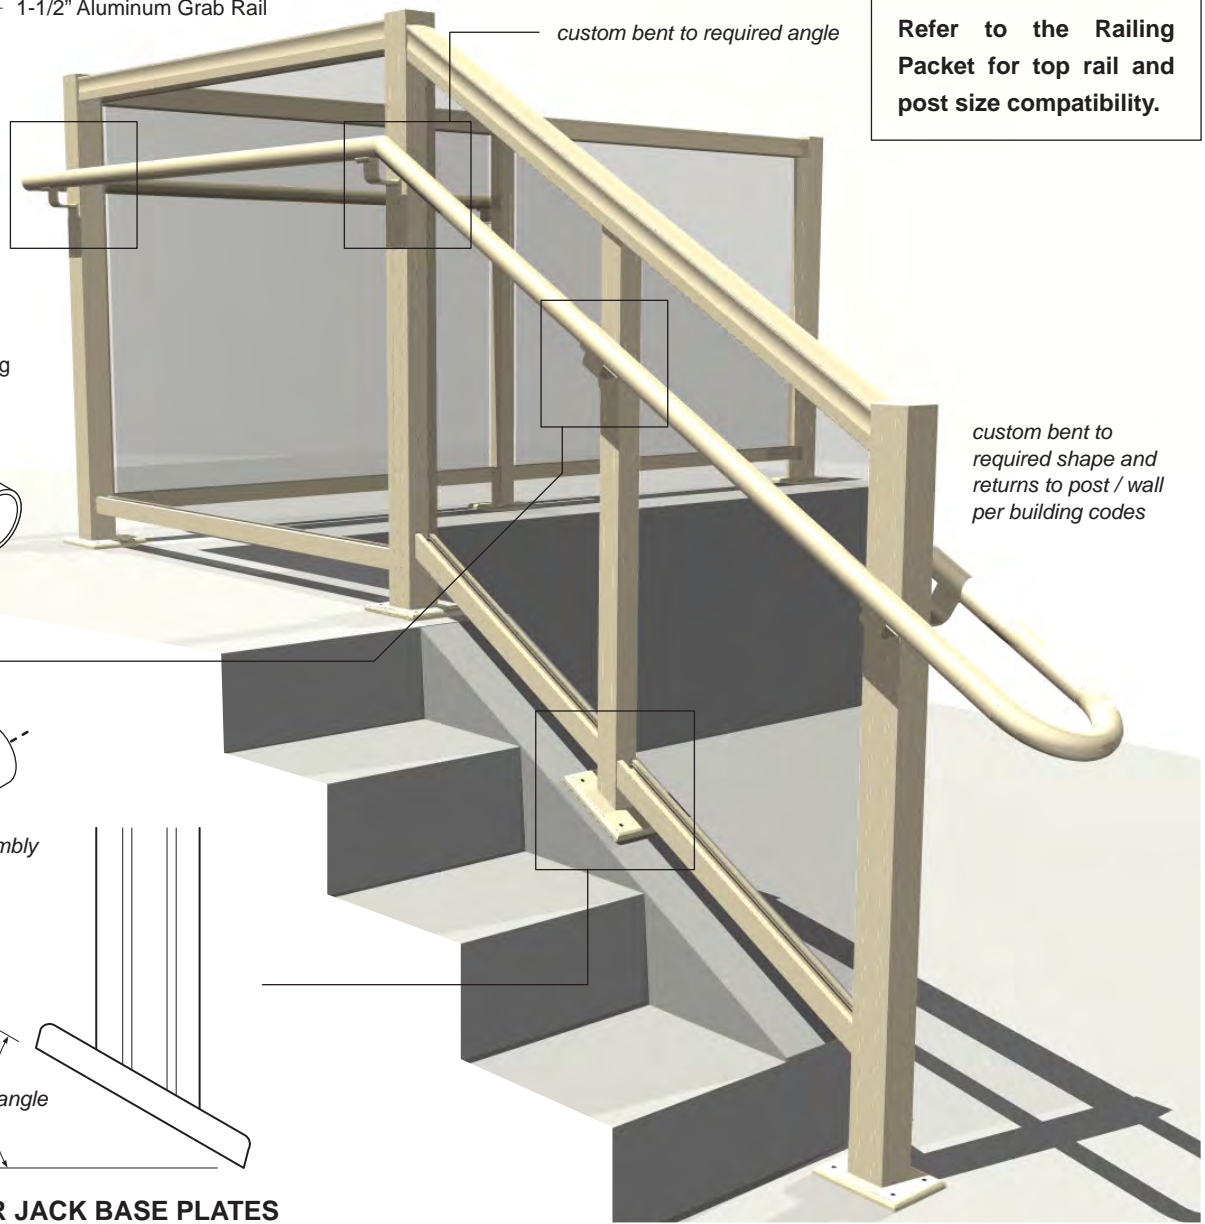 1-1/2" Aluminum Grab Rail
custom bent to required angle
Refer to the Railing
Packet for top rail and
post size compatibility.
custom bent to
required shape and
returns to post / wall
per building codes
angle
JACK BASE PLATES